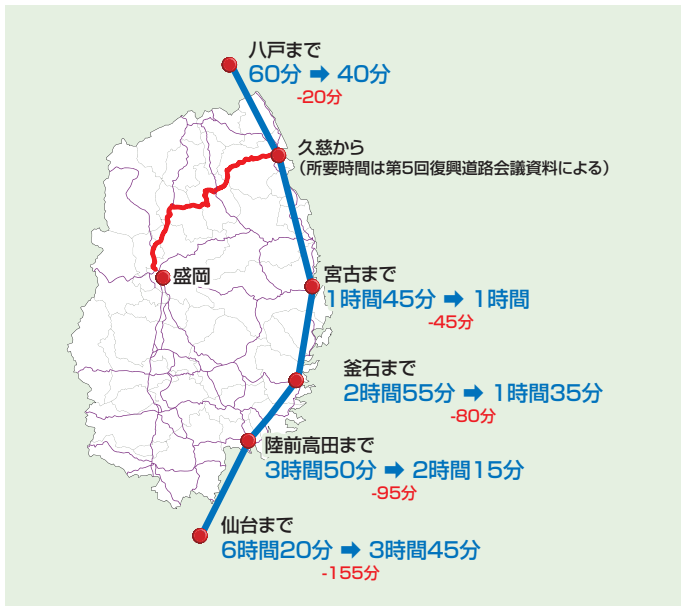 八戸まで
60分 ➡ 40分
-20分
久慈から
（所要時間は第5回復興道路会議資料による）
盛岡
宮古まで
1時間45分 ➡ 1時間
-45分
釜石まで
2時間55分 ➡ 1時間35分
-80分
陸前高田まで
3時間50分 ➡ 2時間15分
-95分
仙台まで
6時間20分 ➡ 3時間45分
-155分